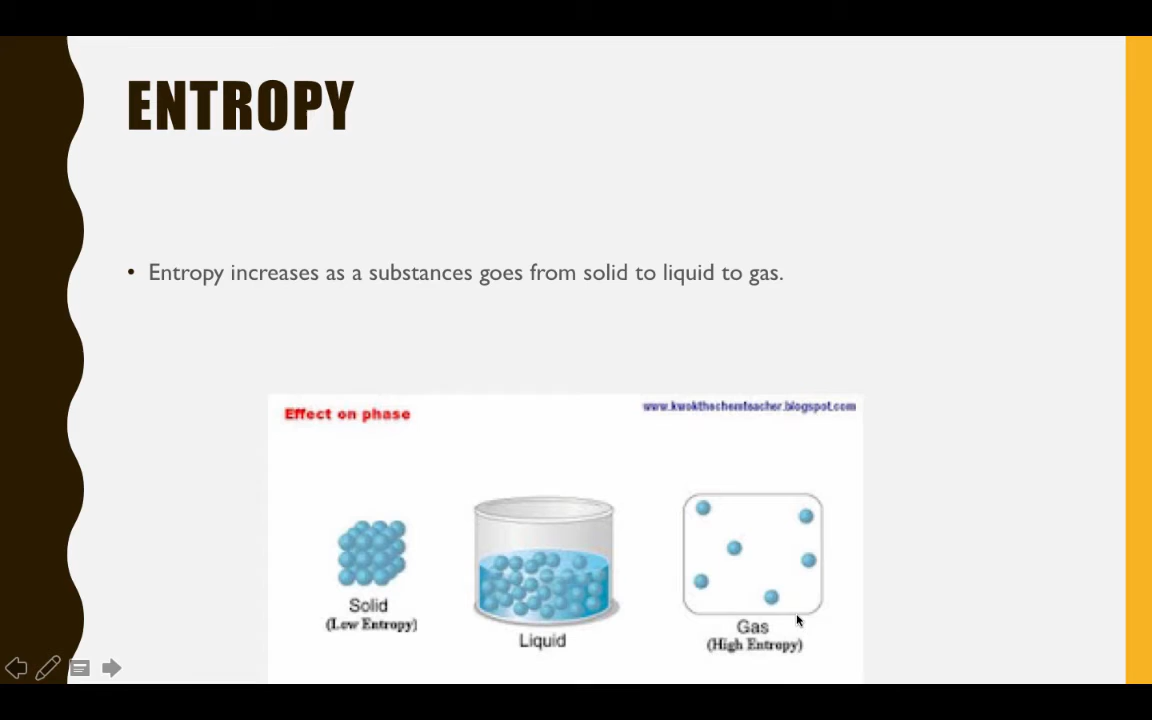 ENTROPY
• Entropy increases as a substances goes from solid to liquid to gas.
Effect on phase
www.kwokthechemteacher.blogspot.com
Solid
(Low Entropy)
Liquid
Gas
(High Entropy)